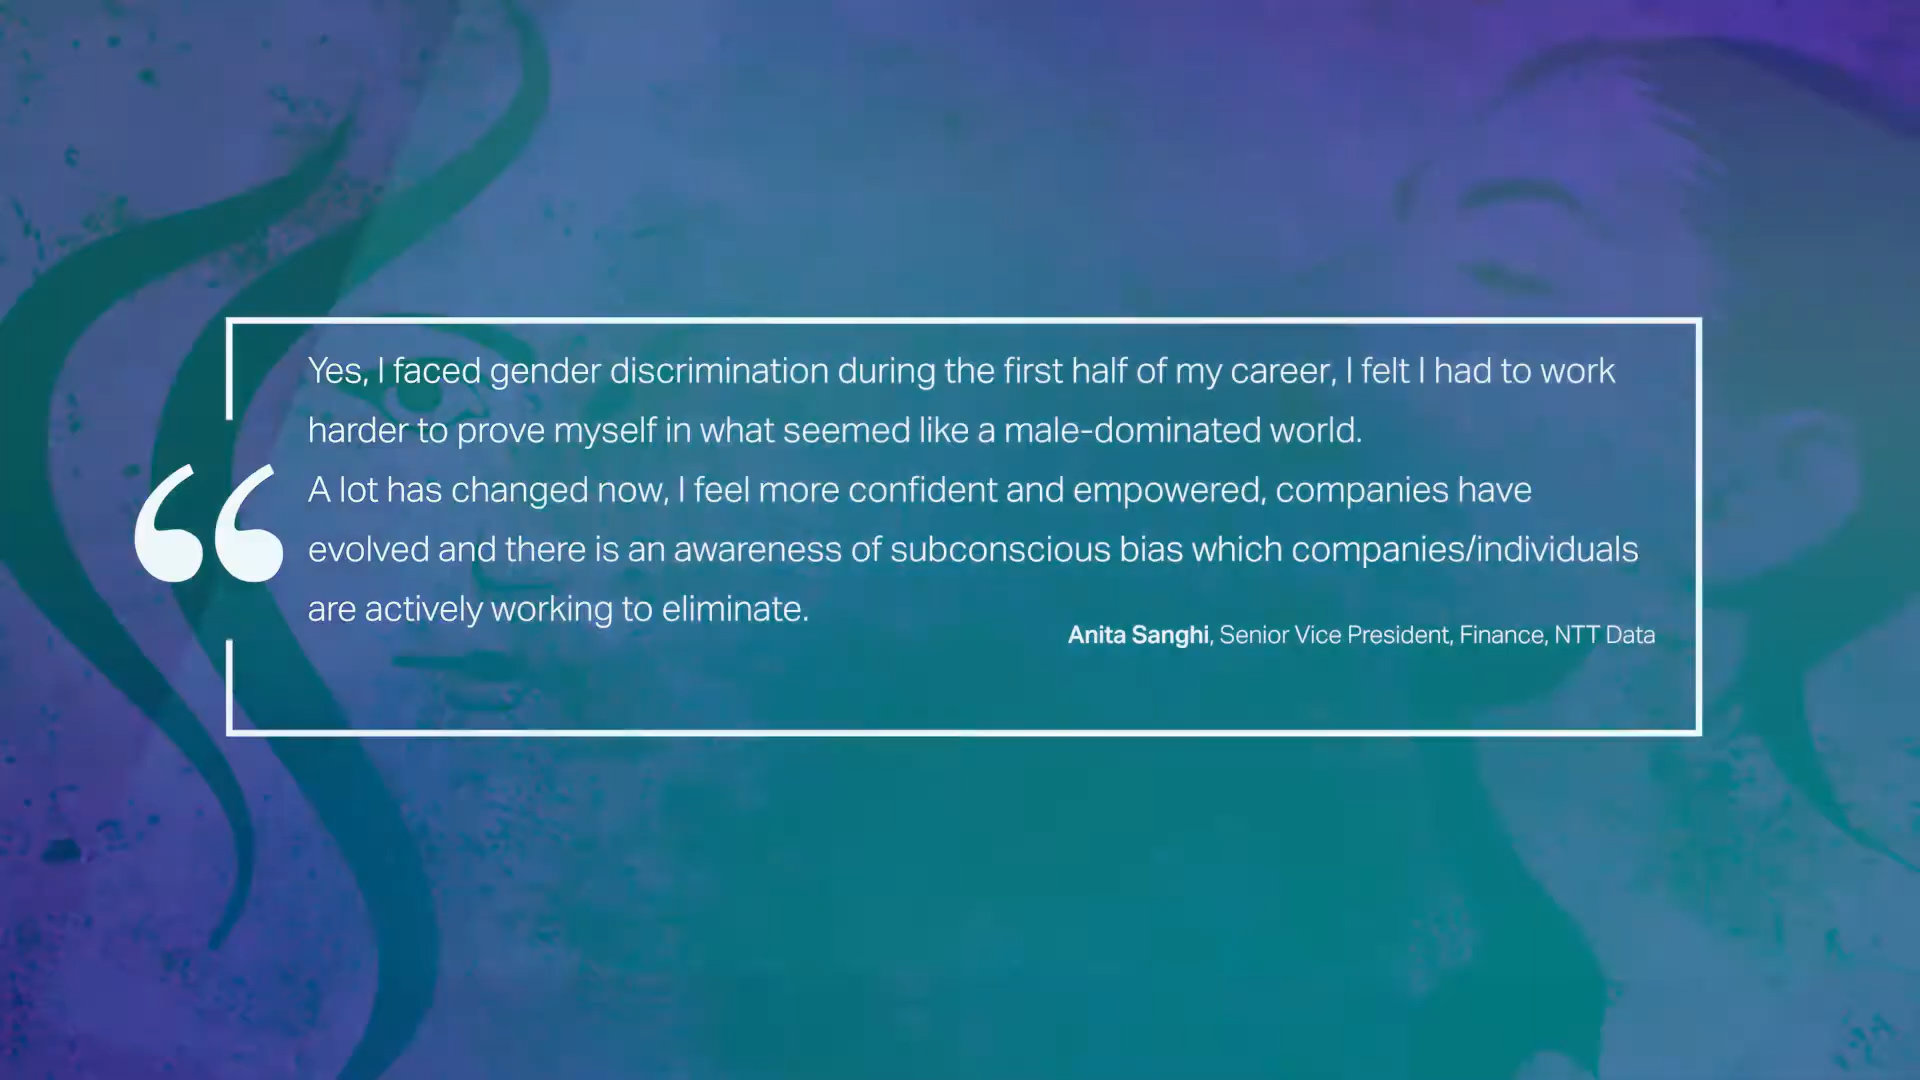 Yes, I faced gender discrimination during the first half of my career, I felt I had to work
harder to prove myself in what seemed like a male-dominated world.
A lot has changed now, I feel more confident and empowered, companies have
evolved and there is an awareness of subconscious bias which companies/individuals
are actively working to eliminate.
Anita Sanghi, Senior Vice President, Finance, NTT Data